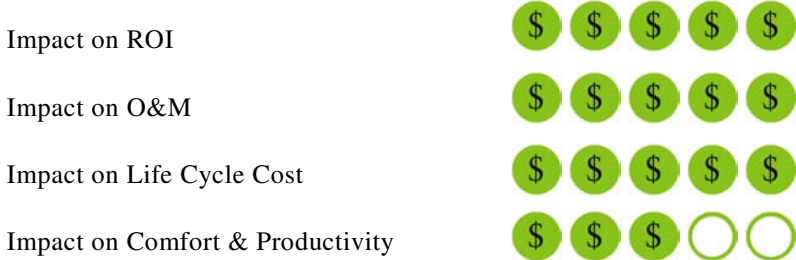 Impact on ROI $ $ $ $ $
Impact on O&M $ $ $ $ $
Impact on Life Cycle Cost $ $ $ $ $
Impact on Comfort & Productivity $ $ $